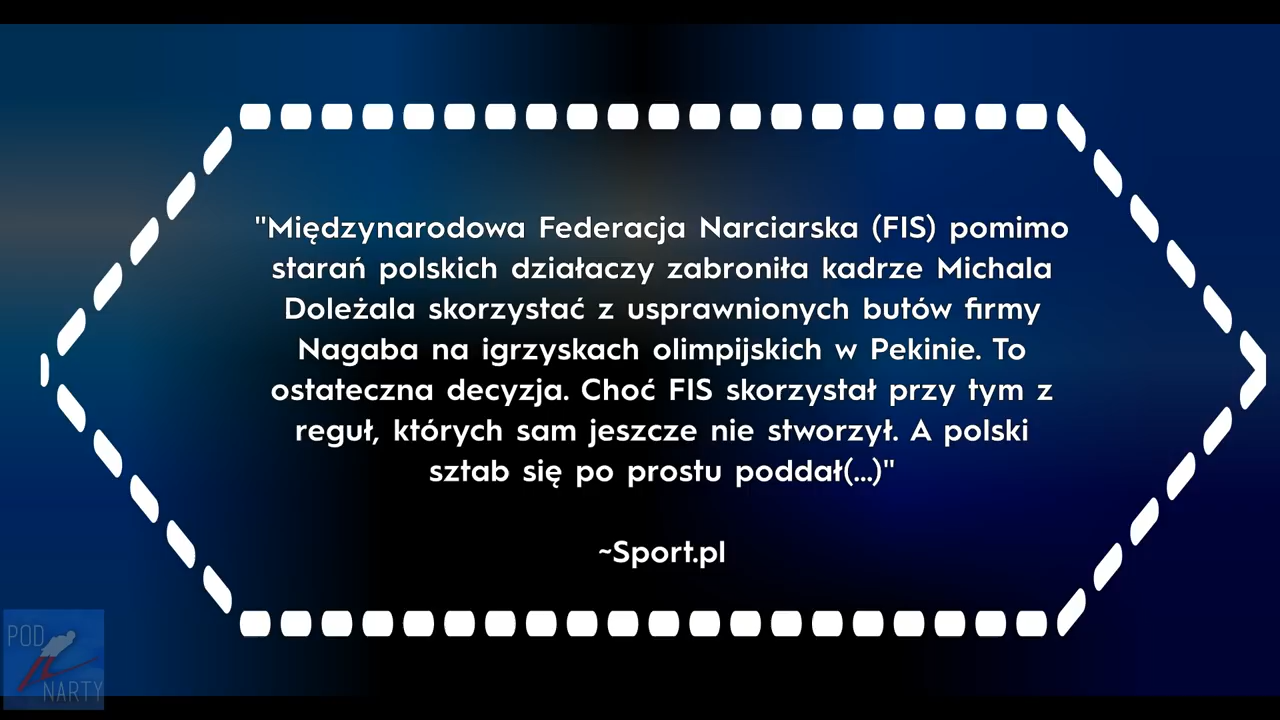 "Międzynarodowa Federacja Narciarska (FIS) pomimo
starań polskich działaczy zabroniła kadrze Michala
Doleżala skorzystać z usprawnionych butów firmy
Nagaba na igrzyskach olimpijskich w Pekinie. To
ostateczna decyzja. Choć FIS skorzystał przy tym z
reguł, których sam jeszcze nie stworzył. A polski
sztab się po prostu poddał(...)"
~Sport.pl
POD
NARTY